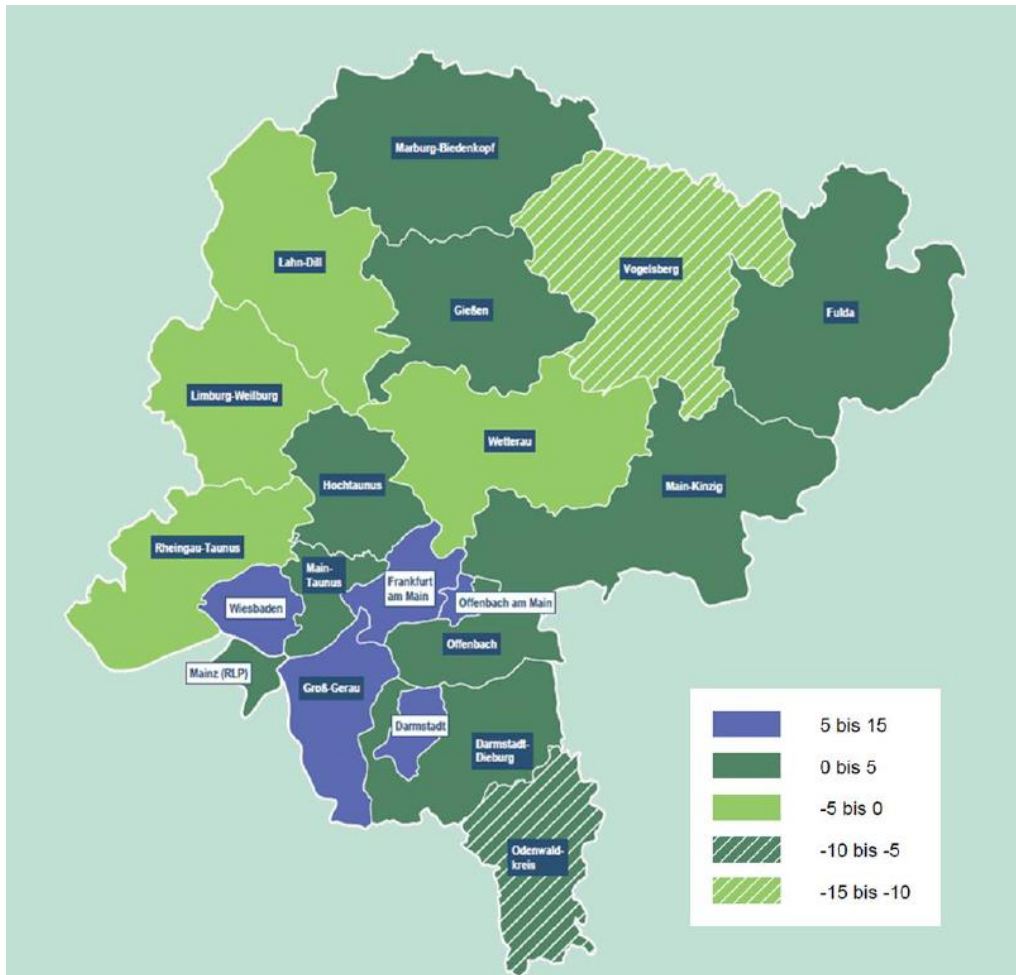 Marburg-Biedenkopf
Lahn-Dill
Vogelsberg
Gießen
Fulda
Limburg-Weilburg
Wetterau
Hochtaunus
Main-Kinzig
Rheingau-Taunus
Main-
Taunus
Frankfurt
am Main
Wiesbaden
Offenbach am Main
Offenbach
Mainz (RLP)
Groß-Gerau
Darmstadt
Darmstadt-
Dieburg
Odenwald-
kreis
5 bis 15
0 bis 5
-5 bis 0
-10 bis -5
-15 bis -10